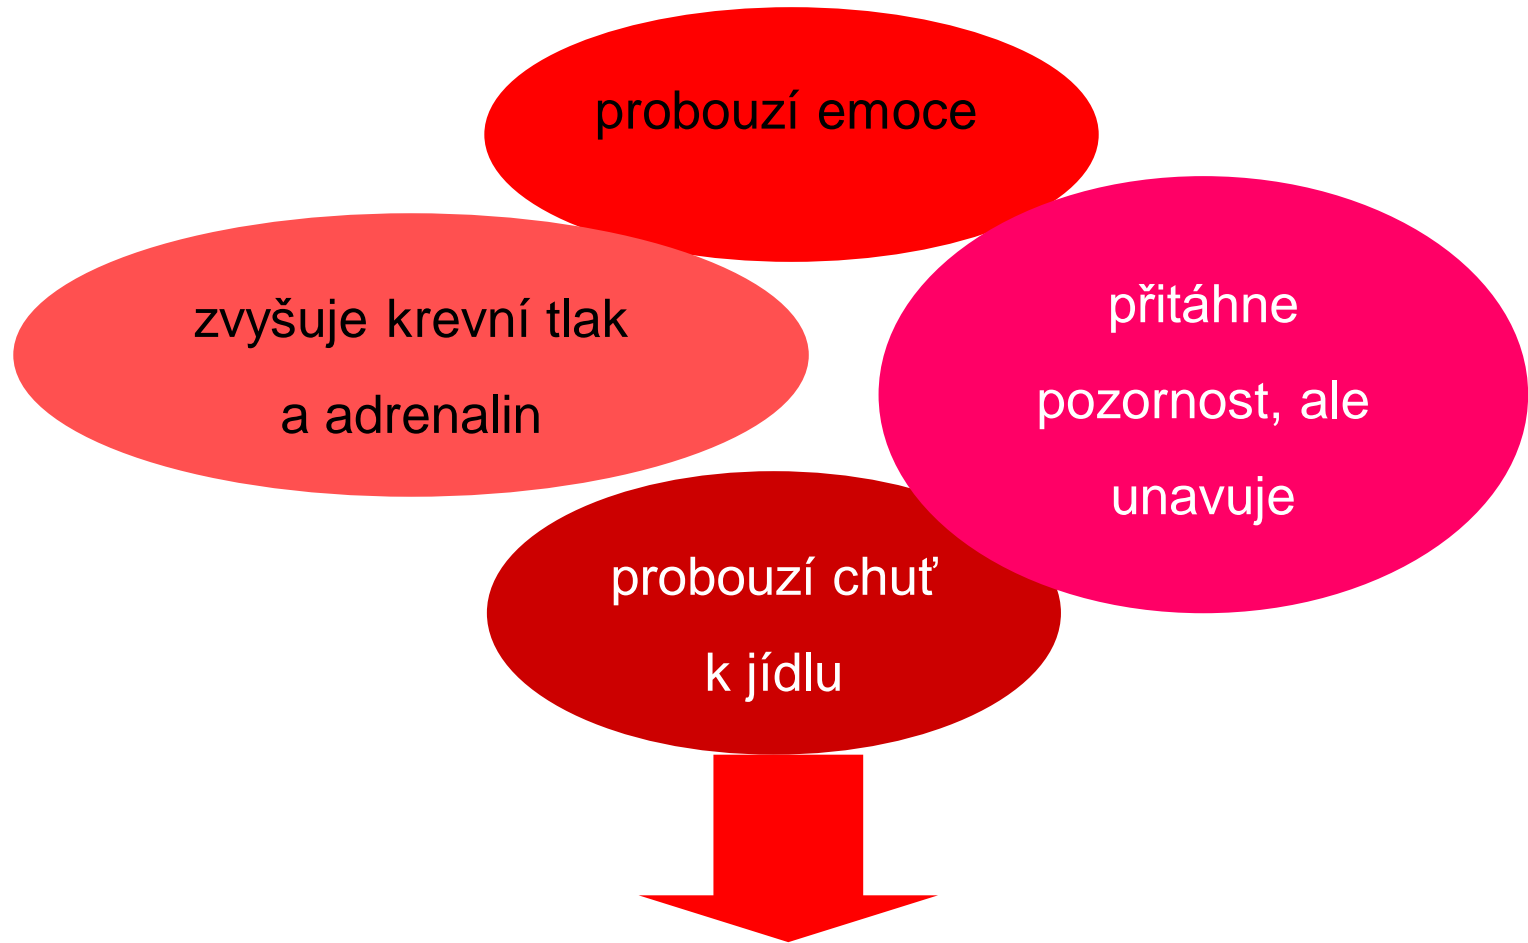 probouzí emoce
zvyšuje krevní tlak
a adrenalin
přitáhne
pozornost, ale
unavuje
probouzí chuť
k jídlu